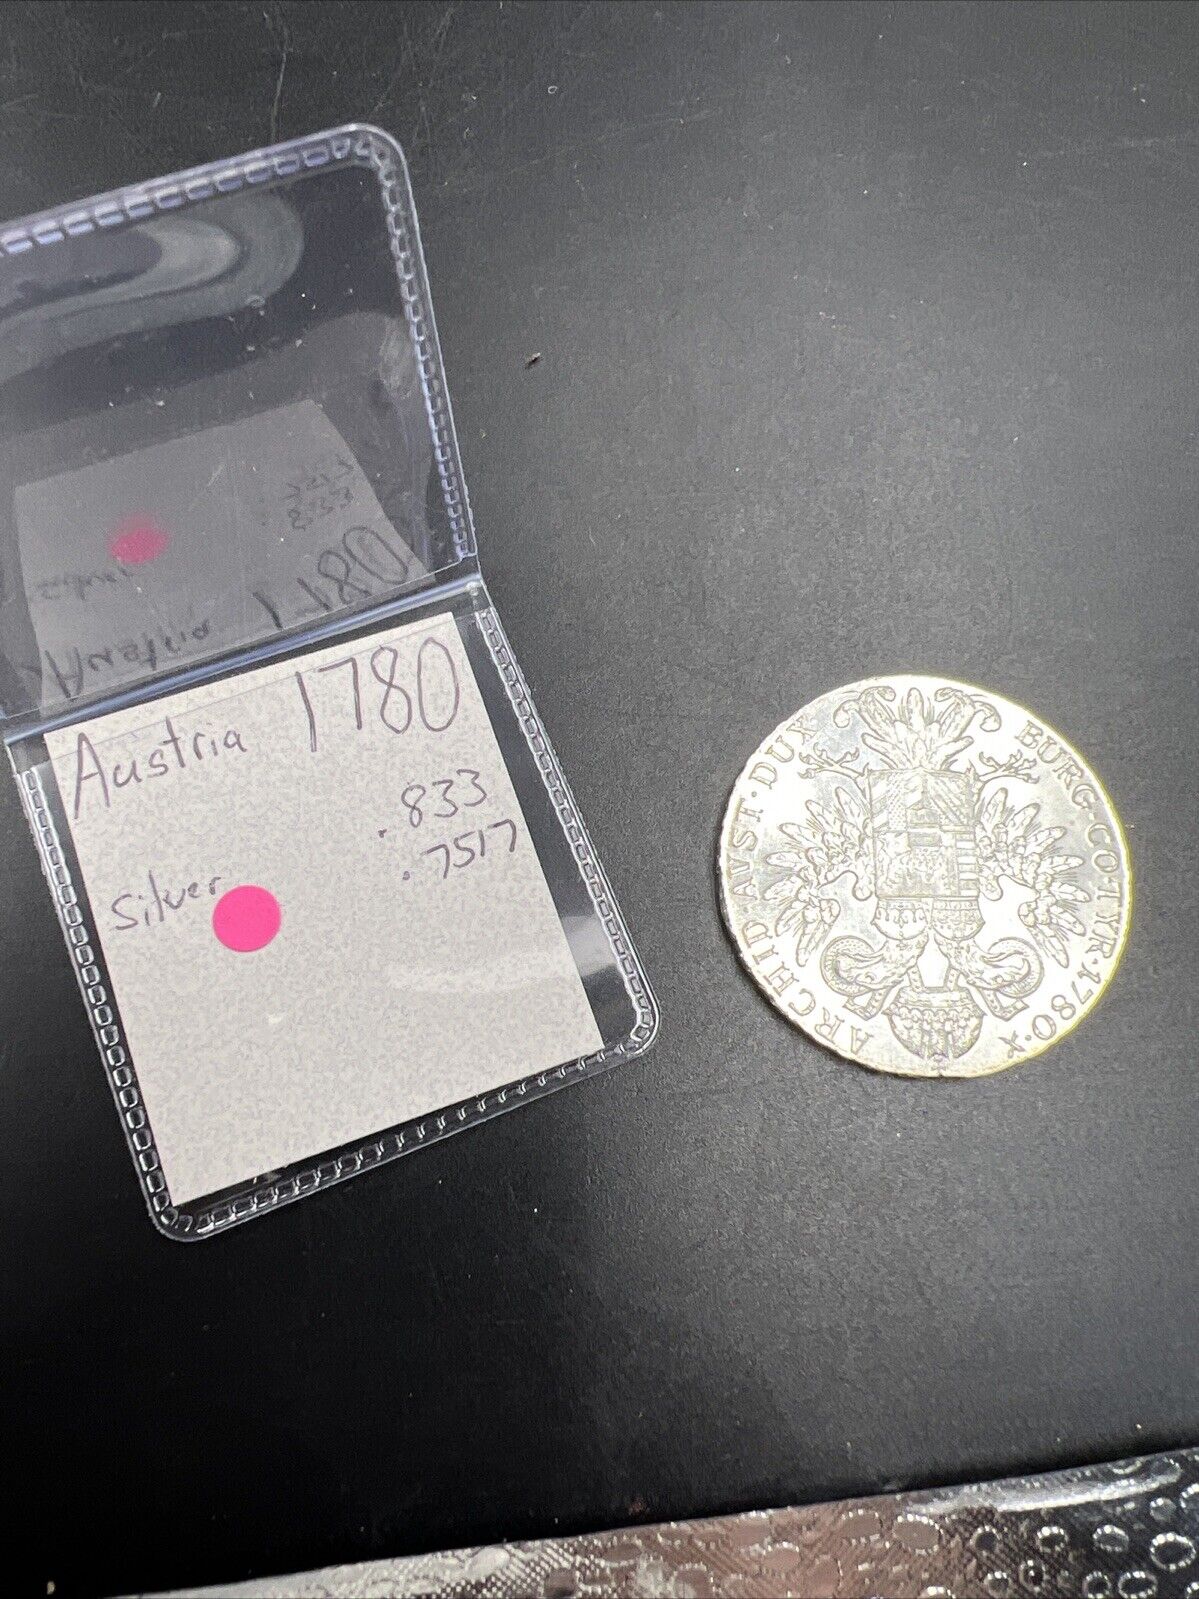 Austria 1780
.833
.7517
Silver
ARCHID AVST·DUX BURG·CO·TYR·1780·X